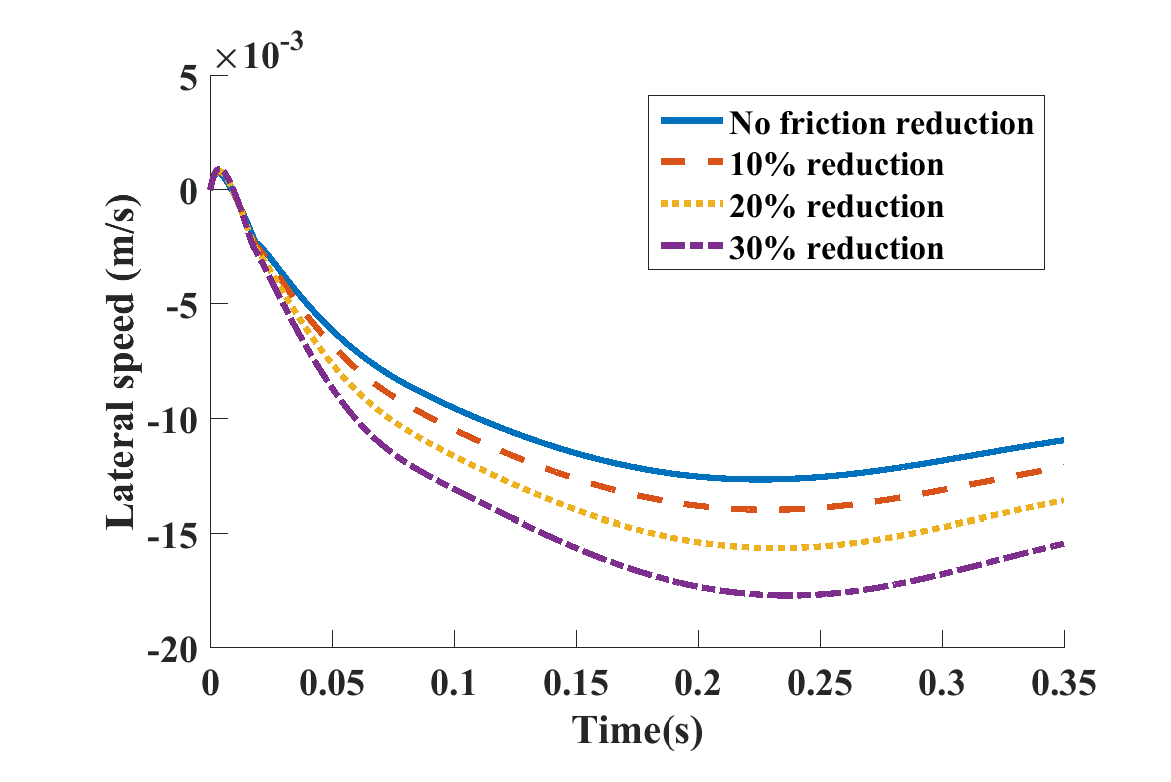 ×10-3
5
0
-5
-10
-15
-20
Lateral speed (m/s)
No friction reduction
10% reduction
20% reduction
30% reduction
0 0.05 0.1 0.15 0.2 0.25 0.3 0.35
Time(s)